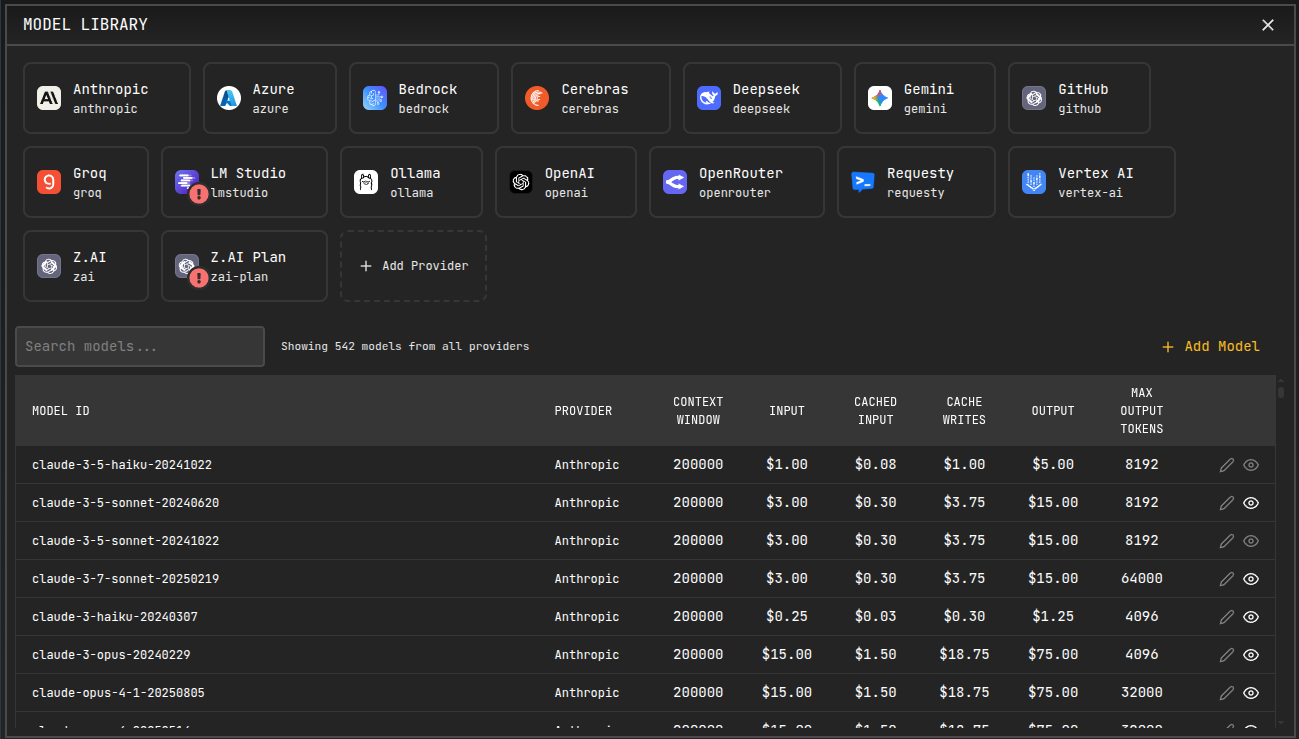 MODEL LIBRARY
Anthropic Azure Bedrock Cerebras Deepseek Gemini GitHub
anthropic azure bedrock cerebras deepseek gemini github
Groq LM Studio Ollama OpenAI OpenRouter Requesty Vertex AI
groq lmstudio ollama openai openrouter requesty vertex-ai
Z.AI Z.AI Plan
zai zai-plan
+ Add Provider
Search models... Showing 542 models from all providers + Add Model
MODEL ID PROVIDER CONTEXT WINDOW INPUT CACHED INPUT CACHE WRITES OUTPUT MAX OUTPUT TOKENS
claude-3-5-haiku-20241022 Anthropic 200000 $1.00 $0.08 $1.00 $5.00 8192
claude-3-5-sonnet-20240620 Anthropic 200000 $3.00 $0.30 $3.75 $15.00 8192
claude-3-5-sonnet-20241022 Anthropic 200000 $3.00 $0.30 $3.75 $15.00 8192
claude-3-7-sonnet-20250219 Anthropic 200000 $3.00 $0.30 $3.75 $15.00 64000
claude-3-haiku-20240307 Anthropic 200000 $0.25 $0.03 $0.30 $1.25 4096
claude-3-opus-20240229 Anthropic 200000 $15.00 $1.50 $18.75 $75.00 4096
claude-opus-4-1-20250805 Anthropic 200000 $15.00 $1.50 $18.75 $75.00 32000